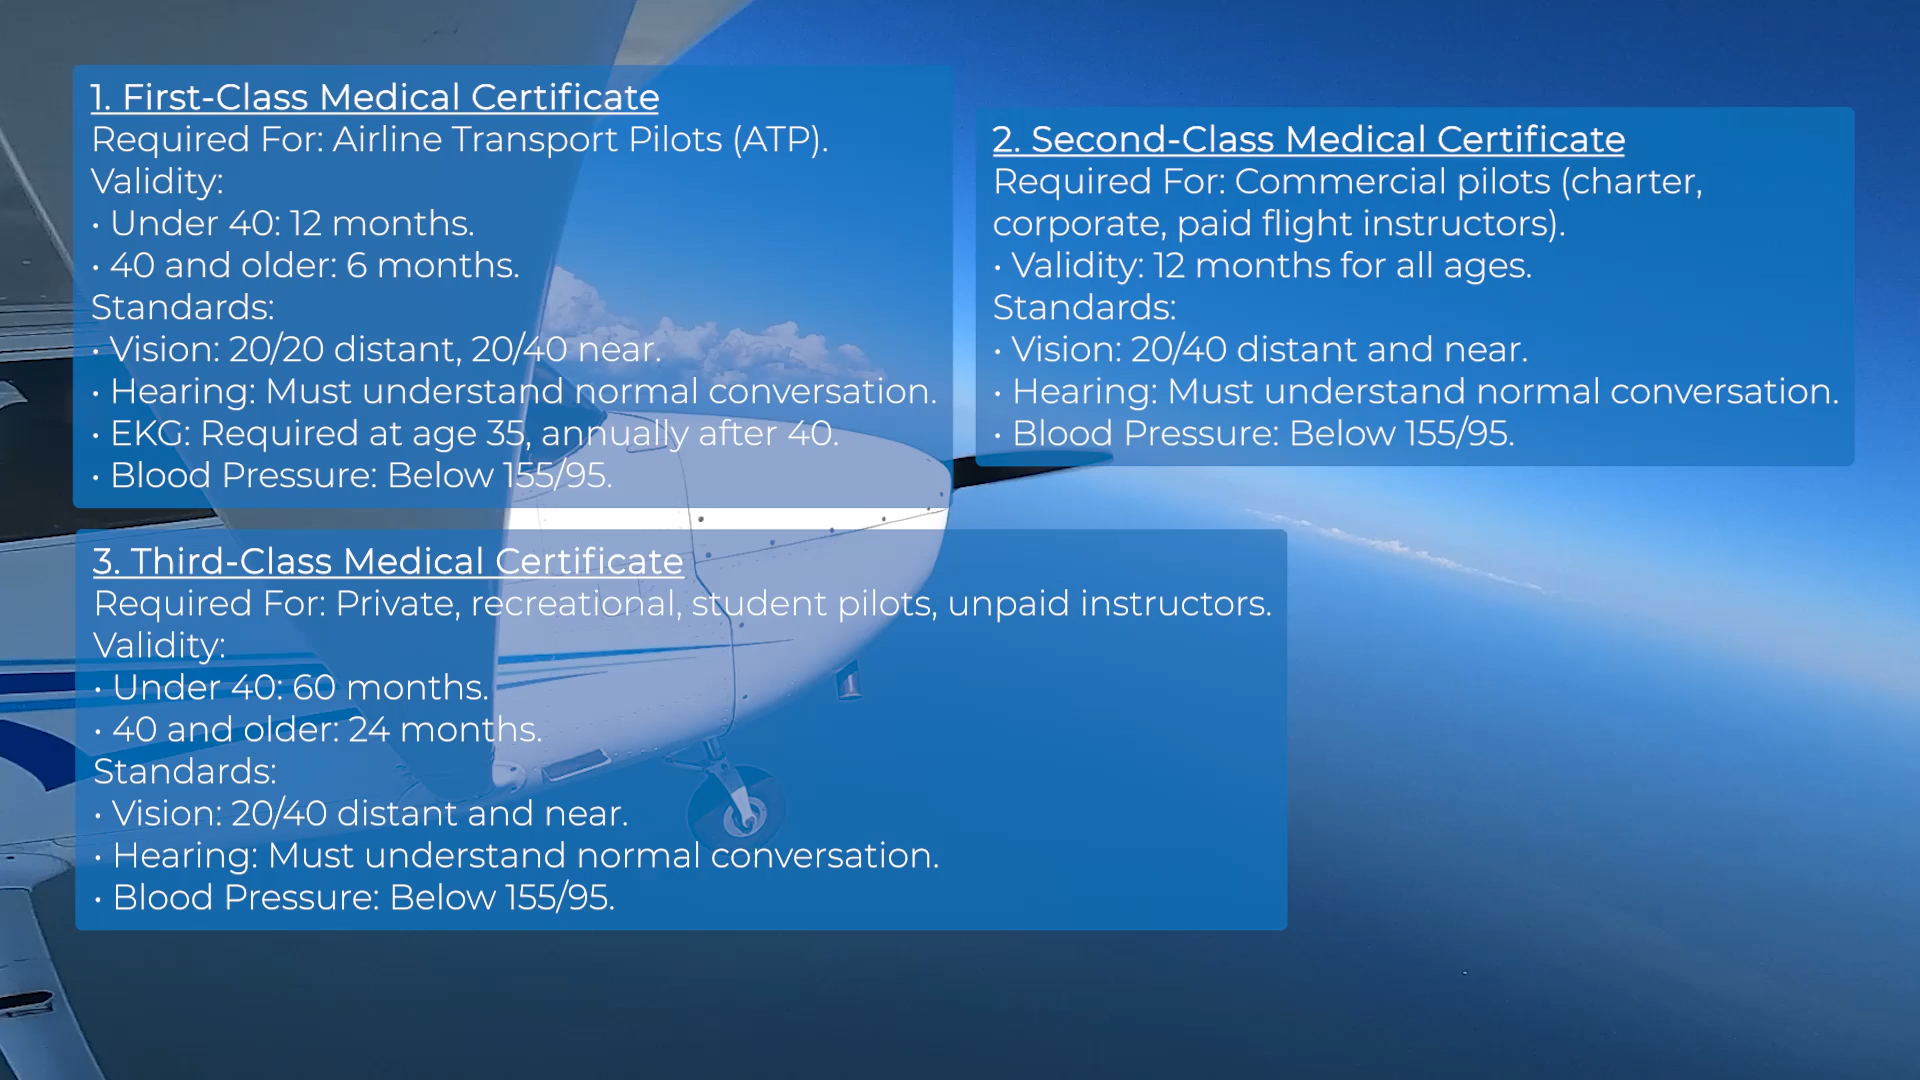 1. First-Class Medical Certificate
Required For: Airline Transport Pilots (ATP).
Validity:
• Under 40: 12 months.
• 40 and older: 6 months.
Standards:
• Vision: 20/20 distant, 20/40 near.
• Hearing: Must understand normal conversation.
• EKG: Required at age 35, annually after 40.
• Blood Pressure: Below 155/95.
2. Second-Class Medical Certificate
Required For: Commercial pilots (charter,
corporate, paid flight instructors).
• Validity: 12 months for all ages.
Standards:
• Vision: 20/40 distant and near.
• Hearing: Must understand normal conversation.
• Blood Pressure: Below 155/95.
3. Third-Class Medical Certificate
Required For: Private, recreational, student pilots, unpaid instructors.
Validity:
• Under 40: 60 months.
• 40 and older: 24 months.
Standards:
• Vision: 20/40 distant and near.
• Hearing: Must understand normal conversation.
• Blood Pressure: Below 155/95.